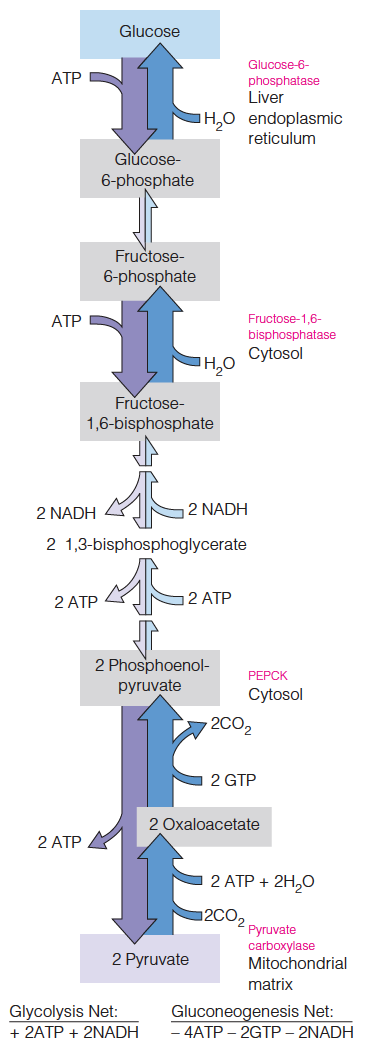 Glucose
Glucose-6-
phosphatase
ATP
Liver
endoplasmic
reticulum
H2O
Glucose-
6-phosphate
Fructose-
6-phosphate
ATP
Fructose-1,6-
bisphosphatase
Cytosol
H2O
Fructose-
1,6-bisphosphate
2 NADH
2 NADH
2 1,3-bisphosphoglycerate
2 ATP
2 ATP
2 Phosphoenol-
pyruvate
PEPCK
Cytosol
2CO2
2 GTP
2 Oxaloacetate
2 ATP
2 ATP + 2H2O
2CO2
Pyruvate
carboxylase
2 Pyruvate
Mitochondrial
matrix
Glycolysis Net:
+ 2ATP + 2NADH
Gluconeogenesis Net:
– 4ATP – 2GTP – 2NADH